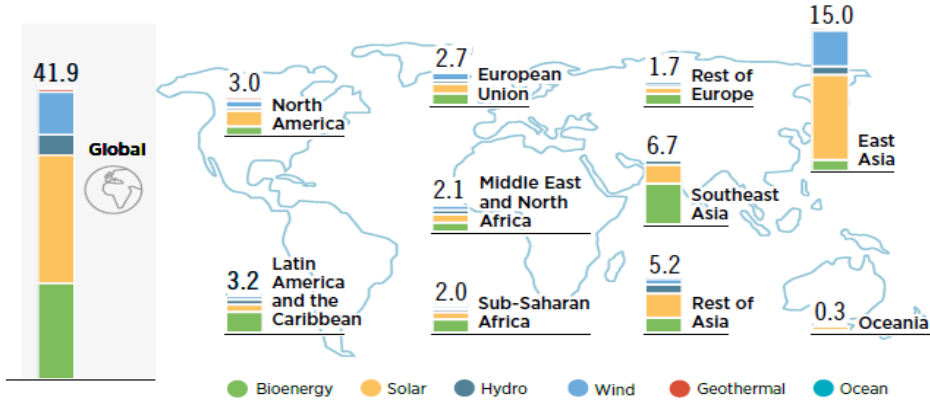 15.0
41.9
Global
3.0
North
America
2.7
European
Union
1.7
Rest of
Europe
East
Asia
2.1
Middle East
and North
Africa
6.7
Southeast
Asia
3.2
Latin
America
and the
Caribbean
2.0
Sub-Saharan
Africa
5.2
Rest of
Asia
0.3
Oceania
Bioenergy
Solar
Hydro
Wind
Geothermal
Ocean